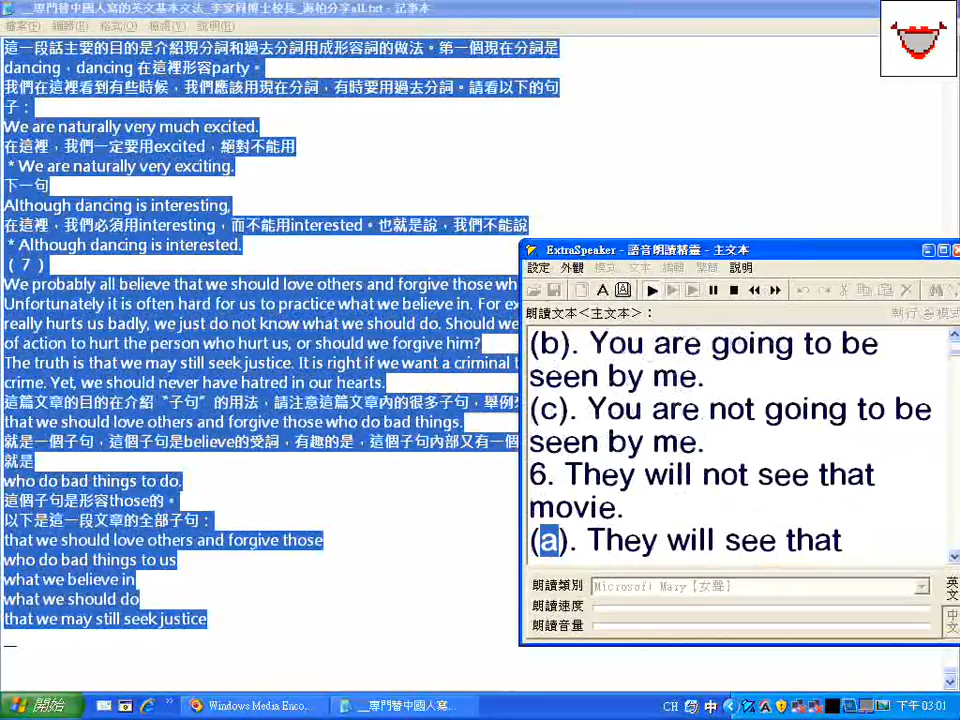 __專門替中國人寫的英文基本文法_李家同博士校長_海柏分享all.txt - 記事本
檔案(F) 編輯(E) 格式(O) 檢視(V) 說明(H)
這一段話主要的目的是介紹現分詞和過去分詞用成形容詞的做法。第一個現在分詞是
dancing，dancing 在這裡形容party。
我們在這裡看到有些時候，我們應該用現在分詞，有時要用過去分詞。請看以下的句
子：
We are naturally very much excited.
在這裡，我們一定要用excited，絕對不能用
* We are naturally very exciting.
下一句
Although dancing is interesting,
在這裡，我們必須用interesting，而不能用interested。也就是說，我們不能說
* Although dancing is interested.
（7）
We probably all believe that we should love others and forgive those wh
Unfortunately it is often hard for us to practice what we believe in. For ex
really hurts us badly, we just do not know what we should do. Should we
of action to hurt the person who hurt us, or should we forgive him?
The truth is that we may still seek justice. It is right if we want a criminal t
crime. Yet, we should never have hatred in our hearts.
這篇文章的目的在介紹“子句”的用法，請注意這篇文章內的很多子句，舉例來
that we should love others and forgive those who do bad things.
就是一個子句，這個子句是believe的受詞，有趣的是，這個子句內部又有一個
就是
who do bad things to do.
這個子句是形容those的。
以下是這一段文章的全部子句：
that we should love others and forgive those
who do bad things to us
what we believe in
what we should do
that we may still seek justice
ExtraSpeaker - 語音朗讀精靈 - 主文本
設定 外觀 模式 文本 編輯 繁雜 說明
朗讀文本<主文本>：
(b). You are going to be
seen by me.
(c). You are not going to be
seen by me.
6. They will not see that
movie.
(a). They will see that
朗讀類別 Microsoft Mary【女聲】
朗讀速度
朗讀音量
英文
中文
開始 Windows Media Enco... __專門替中國人寫... CH 中 下午 03:01